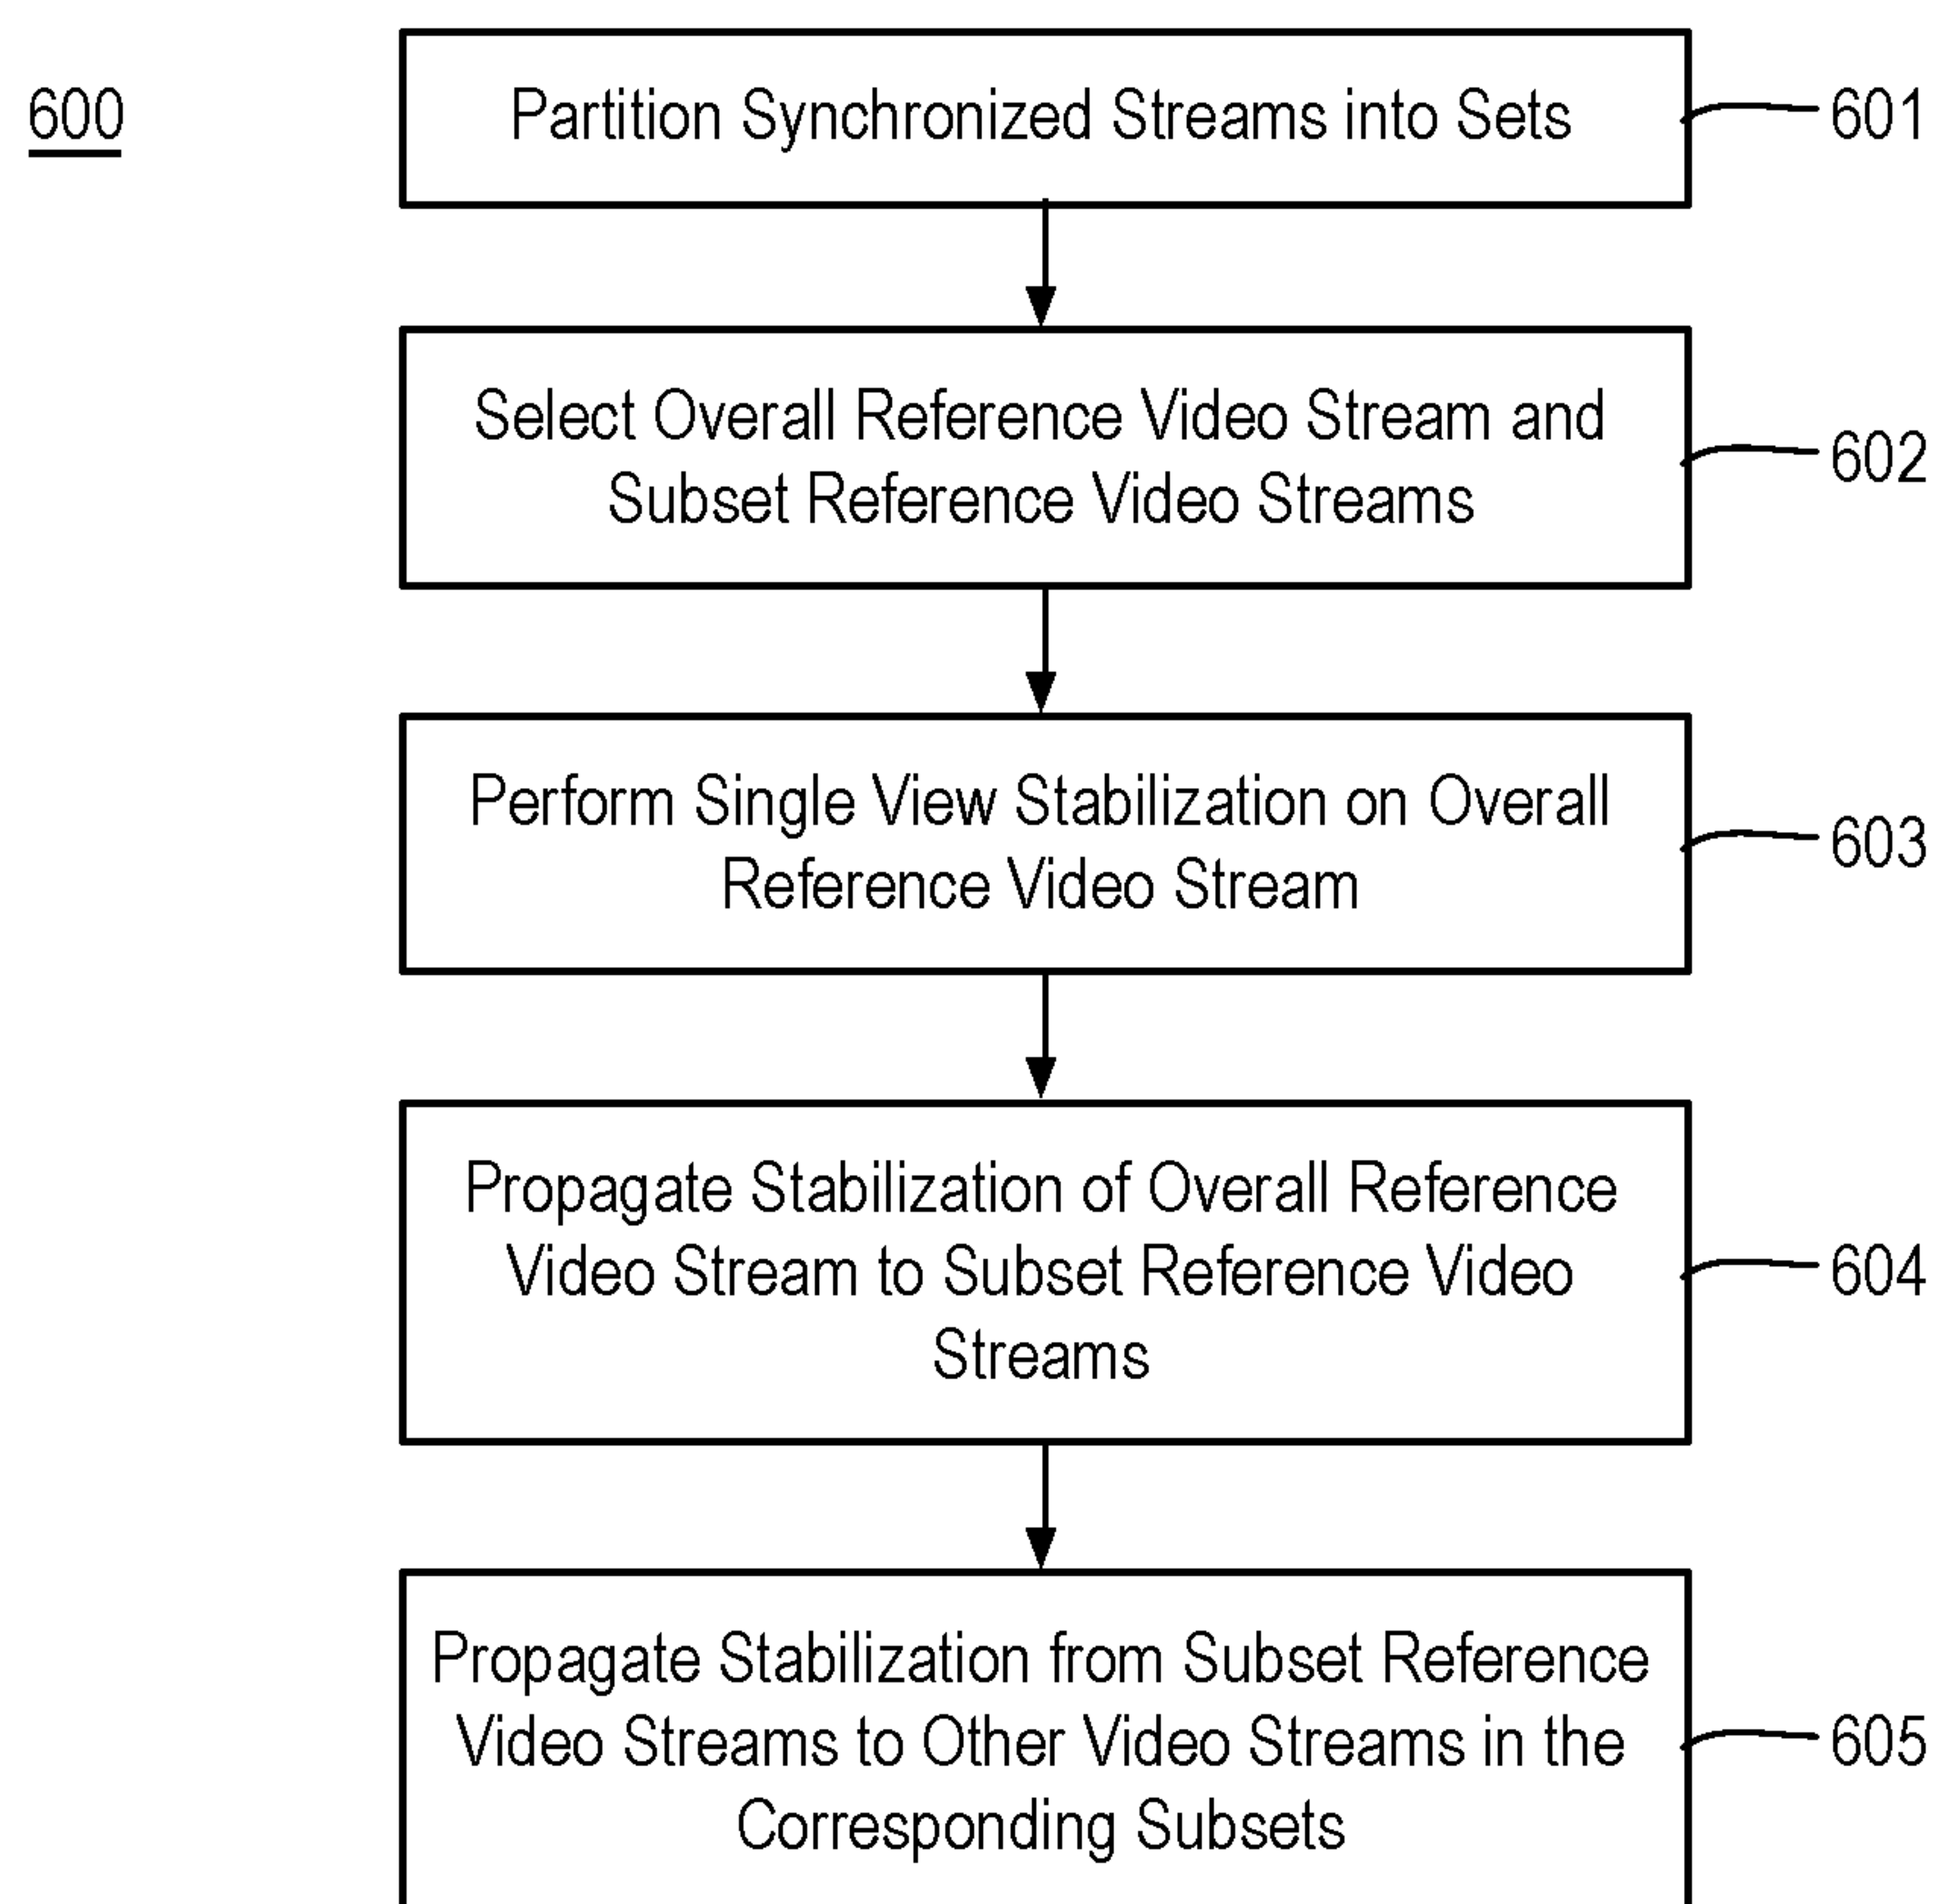 600
Partition Synchronized Streams into Sets
601
Select Overall Reference Video Stream and
Subset Reference Video Streams
602
Perform Single View Stabilization on Overall
Reference Video Stream
603
Propagate Stabilization of Overall Reference
Video Stream to Subset Reference Video
Streams
604
Propagate Stabilization from Subset Reference
Video Streams to Other Video Streams in the
Corresponding Subsets
605